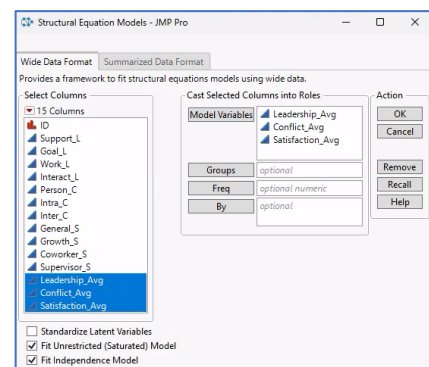 Structural Equation Models - JMP Pro
Wide Data Format
Summarized Data Format
Provides a framework to fit structural equations models using wide data.
Select Columns
15 Columns
ID
Support_L
Goal_L
Work_L
Interact_L
Person_C
Intra_C
Inter_C
General_S
Growth_S
Coworker_S
Supervisor_S
Leadership_Avg
Conflict_Avg
Satisfaction_Avg
Standardize Latent Variables
Fit Unrestricted (Saturated) Model
Fit Independence Model
Cast Selected Columns into Roles
Model Variables
Leadership_Avg
Conflict_Avg
Satisfaction_Avg
Groups
optional
Freq
optional numeric
By
optional
Action
OK
Cancel
Remove
Recall
Help